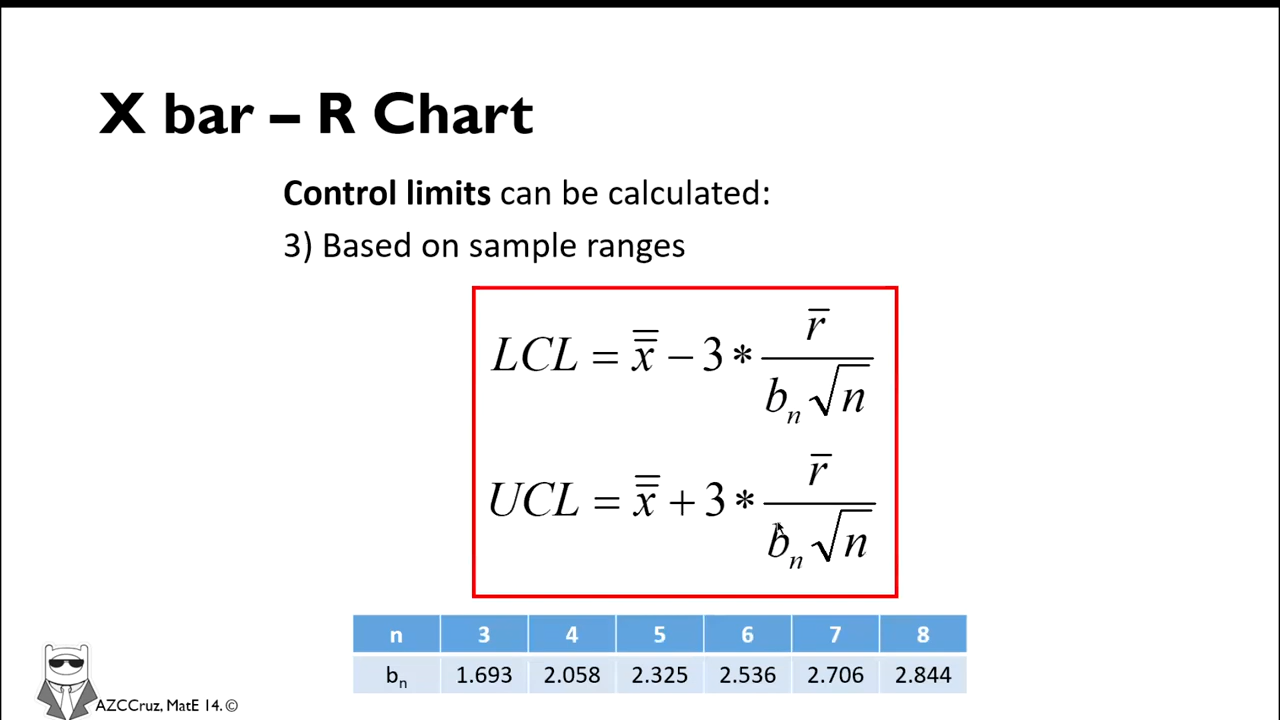 X bar – R Chart
Control limits can be calculated:
3) Based on sample ranges
LCL = x̿ − 3 * r̅ / (bₙ √n)
UCL = x̿ + 3 * r̅ / (bₙ √n)
n 3 4 5 6 7 8
bₙ 1.693 2.058 2.325 2.536 2.706 2.844
AZCCruz, MatE 14. ©